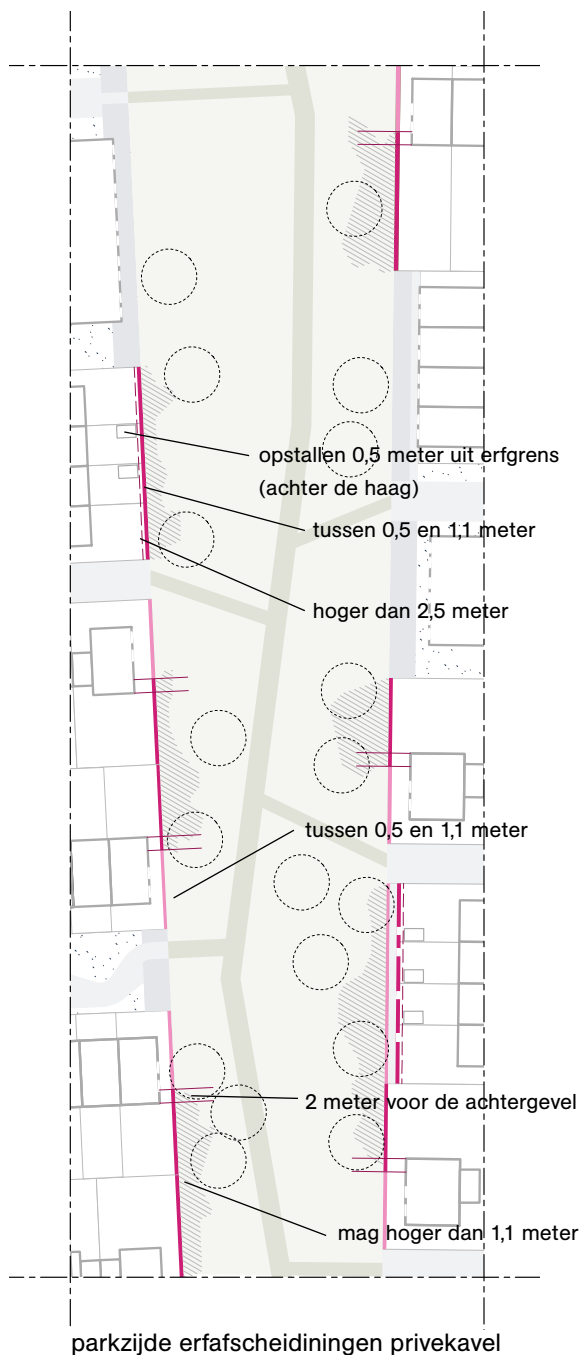 opstallen 0,5 meter uit erfgrens
(achter de haag)
tussen 0,5 en 1,1 meter
hoger dan 2,5 meter
tussen 0,5 en 1,1 meter
2 meter voor de achtergevel
mag hoger dan 1,1 meter
parkzijde erfafscheidiningen privekavel